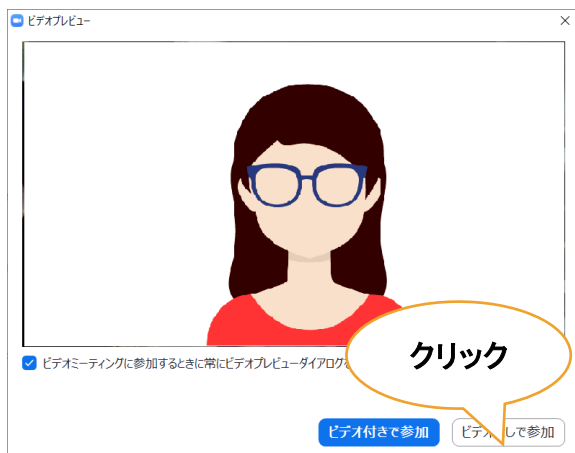 ビデオプレビュー
ビデオミーティングに参加するときに常にビデオプレビューダイアログを
クリック
ビデオ付きで参加
ビデオ しで参加